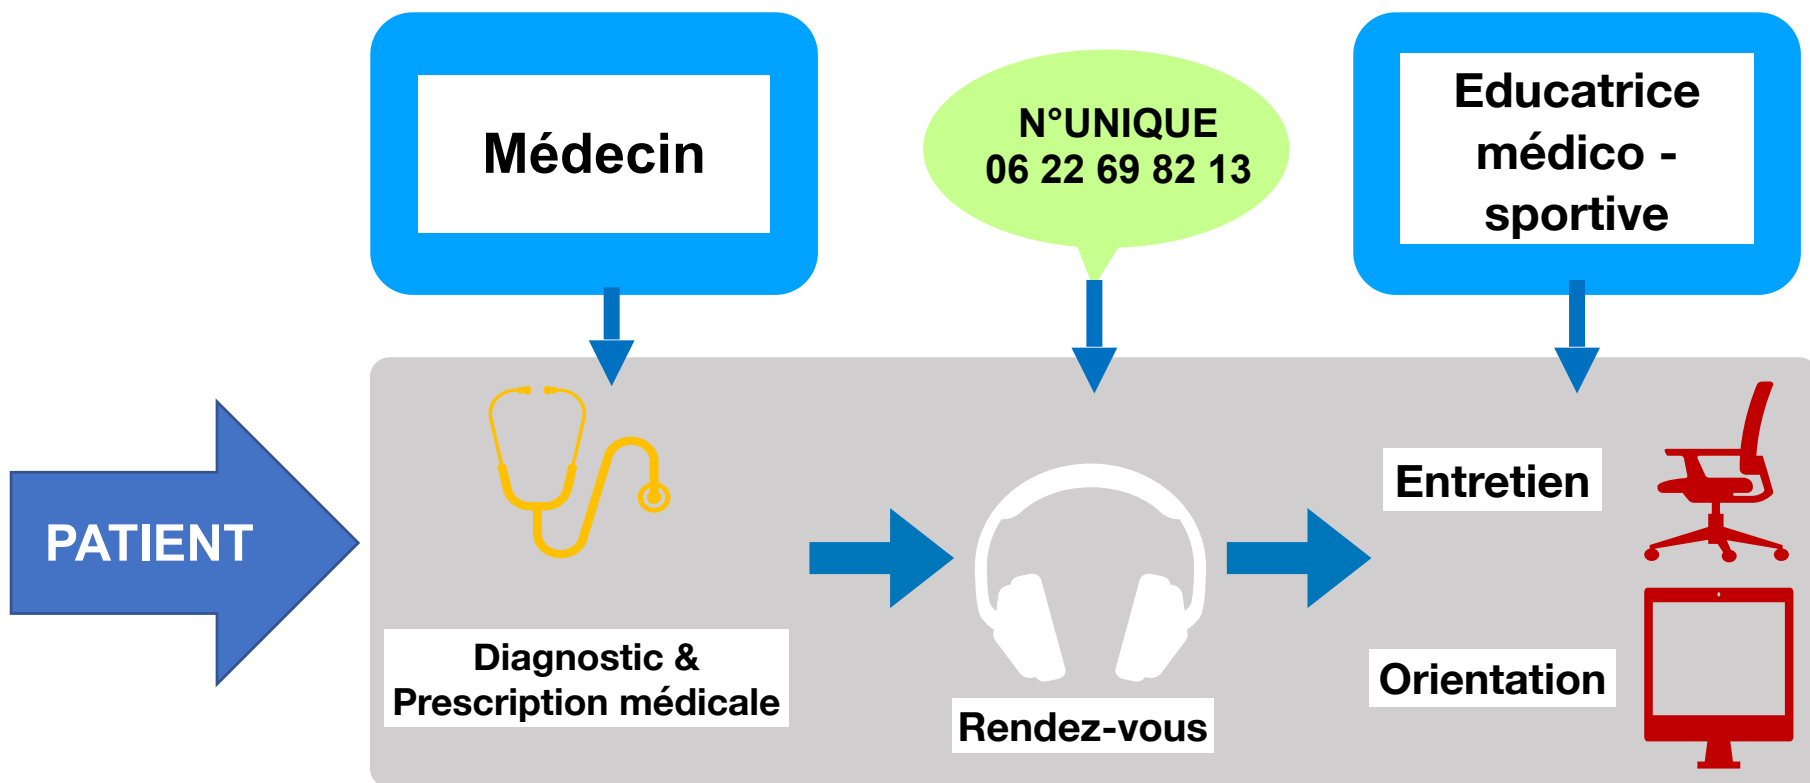 Médecin
N°UNIQUE
06 22 69 82 13
Educatrice
médico -
sportive
PATIENT
Diagnostic &
Prescription médicale
Rendez-vous
Entretien
Orientation